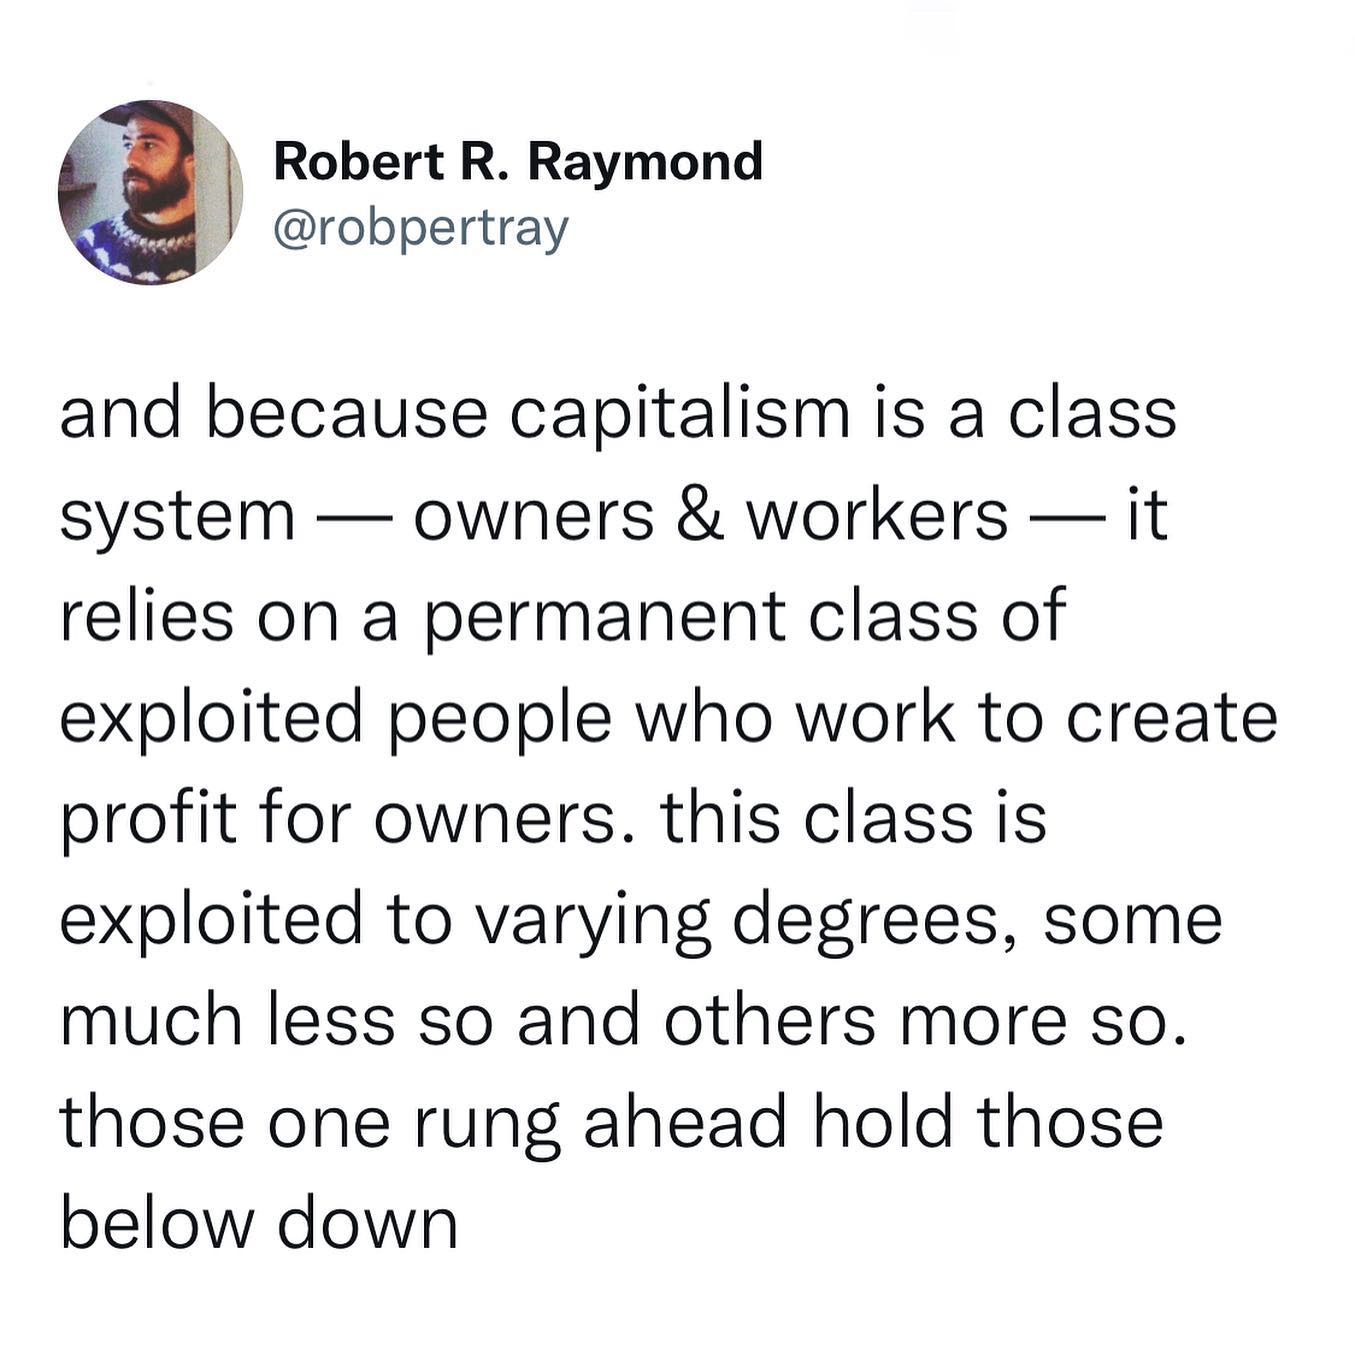 Robert R. Raymond
@robpertray
and because capitalism is a class
system — owners & workers — it
relies on a permanent class of
exploited people who work to create
profit for owners. this class is
exploited to varying degrees, some
much less so and others more so.
those one rung ahead hold those
below down